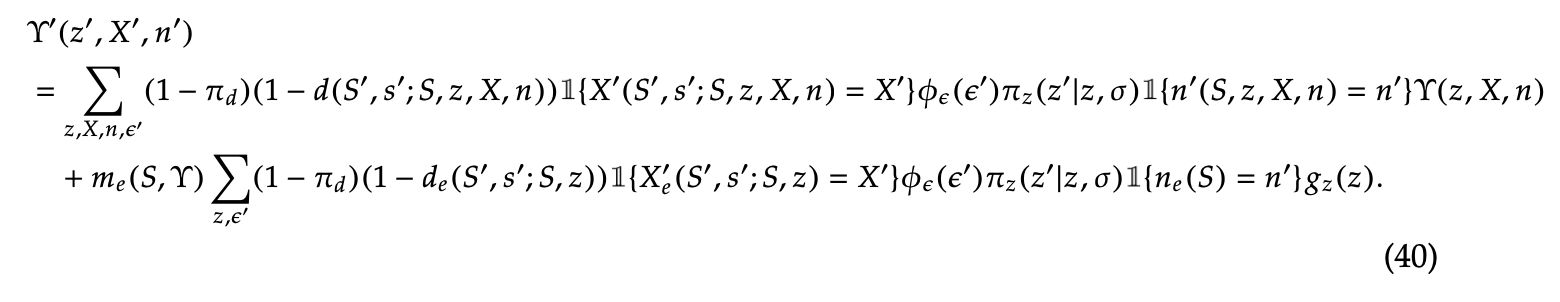 ϒ′(z′, X′, n′)
= ∑_{z,X,n,ϵ′} (1 − π_d)(1 − d(S′, s′; S, z, X, n))𝟙{X′(S′, s′; S, z, X, n) = X′}ϕ_ϵ(ϵ′)π_z(z′|z, σ)𝟙{n′(S, z, X, n) = n′}ϒ(z, X, n)
+ m_e(S, ϒ) ∑_{z,ϵ′} (1 − π_d)(1 − d_e(S′, s′; S, z))𝟙{X′_e(S′, s′; S, z) = X′}ϕ_ϵ(ϵ′)π_z(z′|z, σ)𝟙{n_e(S) = n′}g_z(z).
(40)